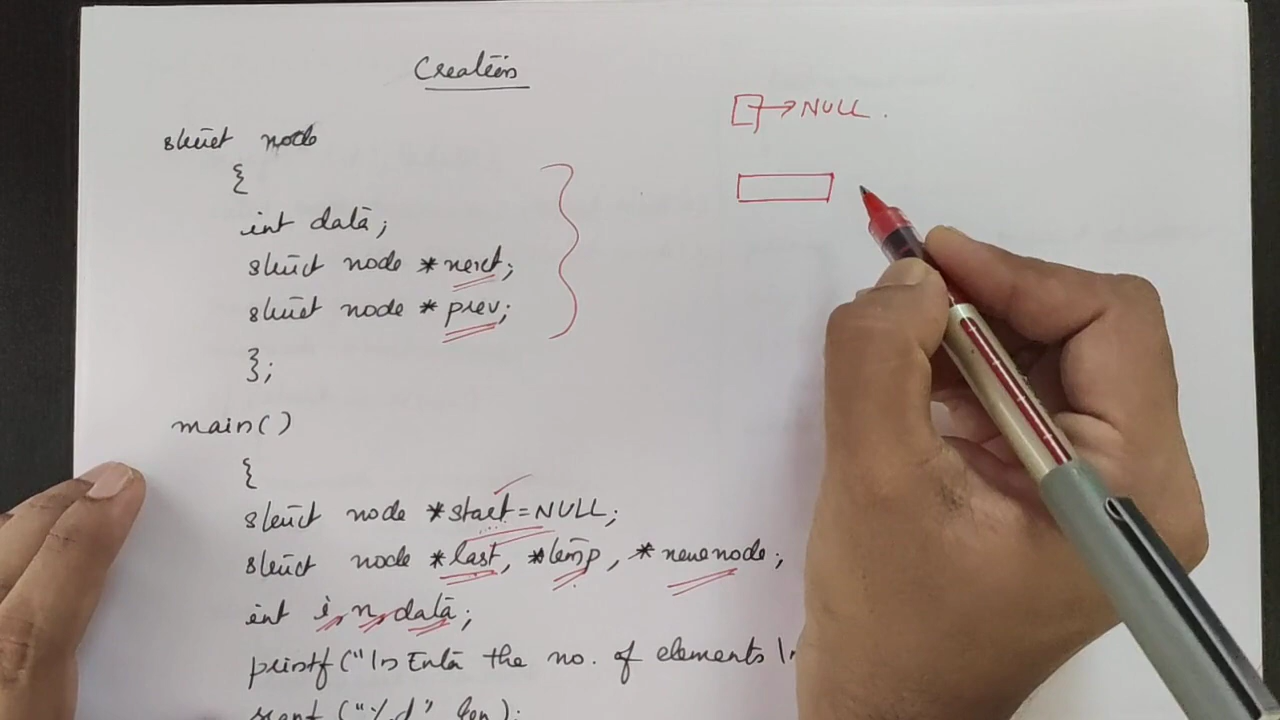 Creation
struct node
{
int data;
struct node *next;
struct node *prev;
};
main()
{
struct node *start=NULL;
struct node *last, *temp, *newnode;
int i, n, data;
printf ("\n Enter the no. of elements \n
scanf ("%d" &n);
NULL.